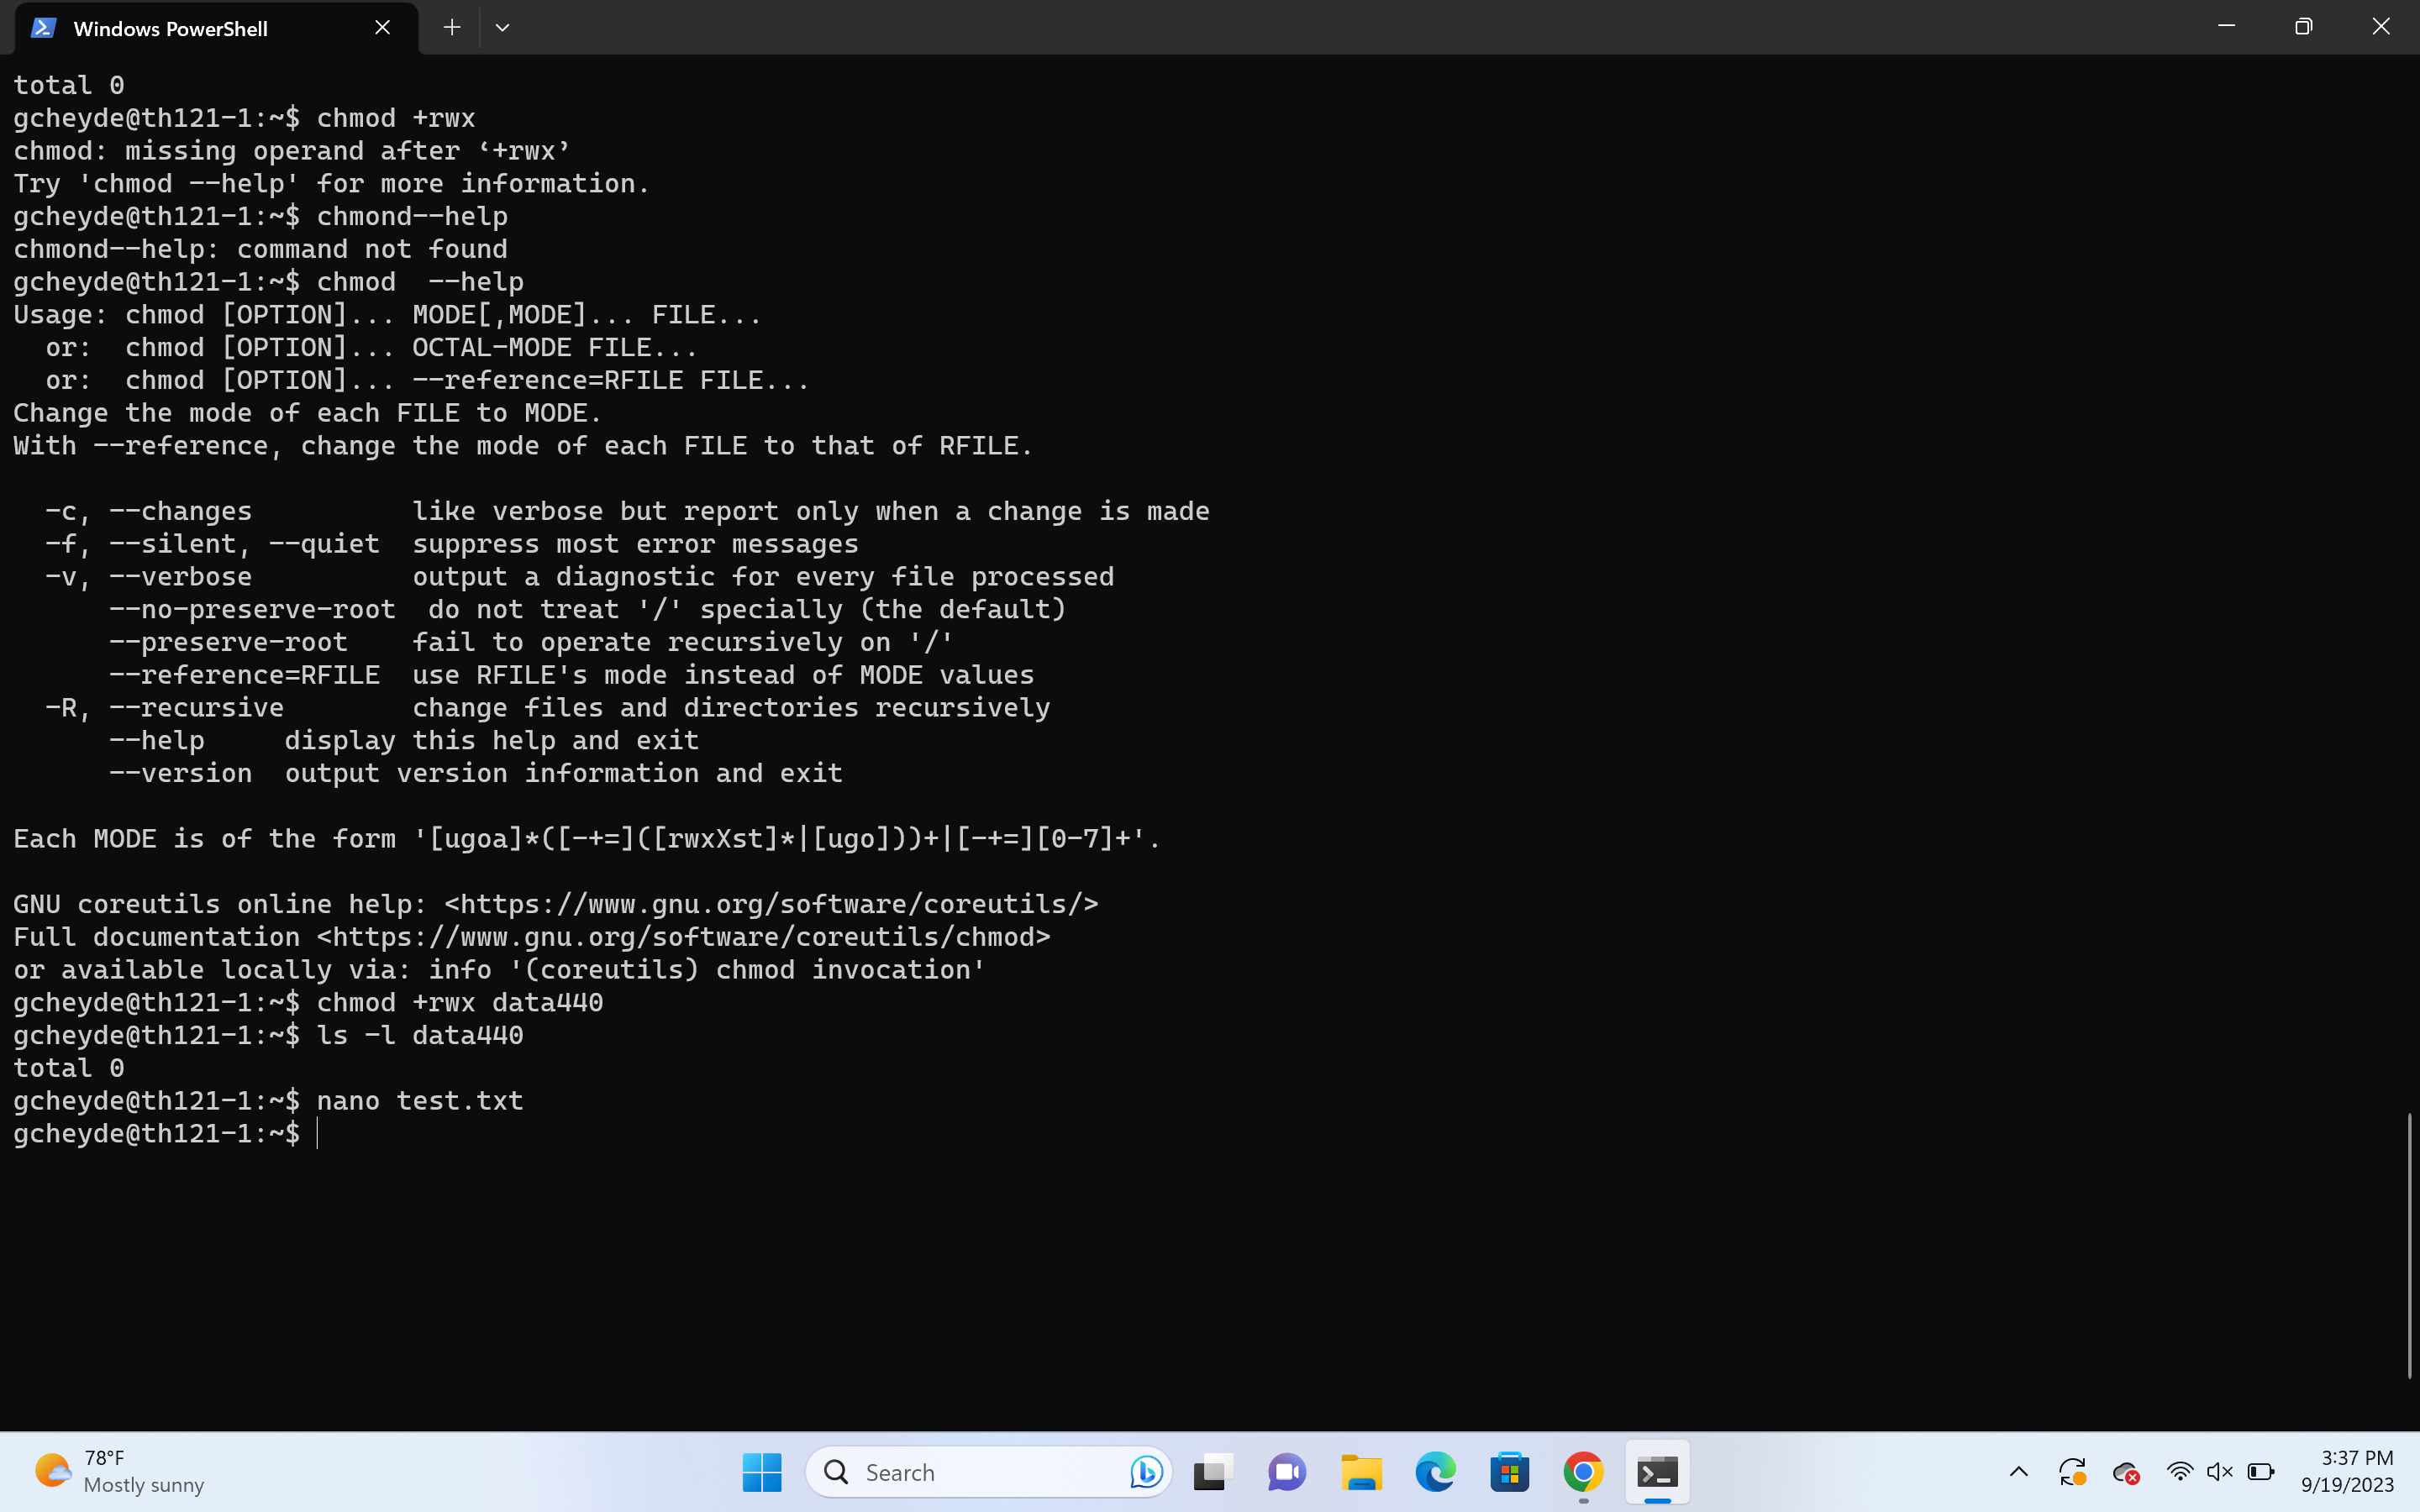 Windows PowerShell
total 0
gcheyde@th121-1:~$ chmod +rwx
chmod: missing operand after ‘+rwx’
Try 'chmod --help' for more information.
gcheyde@th121-1:~$ chmond--help
chmond--help: command not found
gcheyde@th121-1:~$ chmod  --help
Usage: chmod [OPTION]... MODE[,MODE]... FILE...
  or:  chmod [OPTION]... OCTAL-MODE FILE...
  or:  chmod [OPTION]... --reference=RFILE FILE...
Change the mode of each FILE to MODE.
With --reference, change the mode of each FILE to that of RFILE.
  -c, --changes          like verbose but report only when a change is made
  -f, --silent, --quiet  suppress most error messages
  -v, --verbose          output a diagnostic for every file processed
      --no-preserve-root  do not treat '/' specially (the default)
      --preserve-root    fail to operate recursively on '/'
      --reference=RFILE  use RFILE's mode instead of MODE values
  -R, --recursive        change files and directories recursively
      --help     display this help and exit
      --version  output version information and exit
Each MODE is of the form '[ugoa]*([-+=]([rwxXst]*|[ugo]))+|[-+=][0-7]+'.
GNU coreutils online help: <https://www.gnu.org/software/coreutils/>
Full documentation <https://www.gnu.org/software/coreutils/chmod>
or available locally via: info '(coreutils) chmod invocation'
gcheyde@th121-1:~$ chmod +rwx data440
gcheyde@th121-1:~$ ls -l data440
total 0
gcheyde@th121-1:~$ nano test.txt
gcheyde@th121-1:~$
78°F
Mostly sunny
Search
3:37 PM
9/19/2023